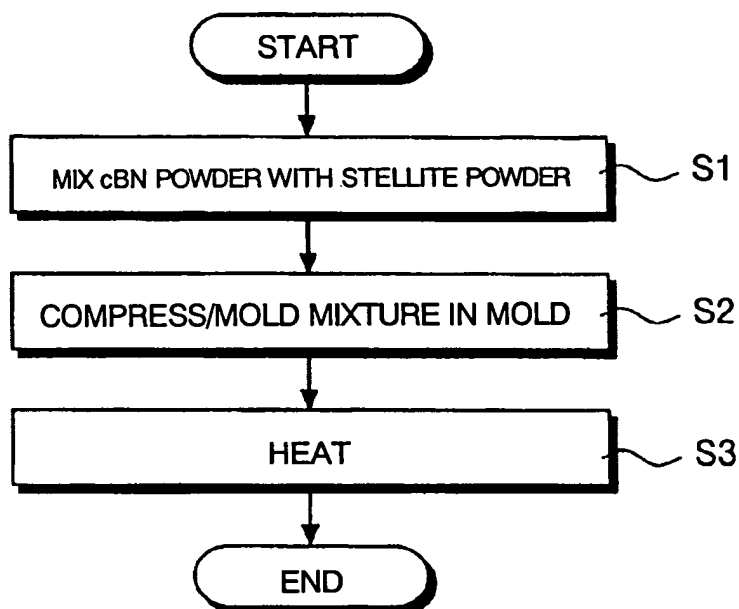 START
MIX cBN POWDER WITH STELLITE POWDER
S1
COMPRESS/MOLD MIXTURE IN MOLD
S2
HEAT
S3
END